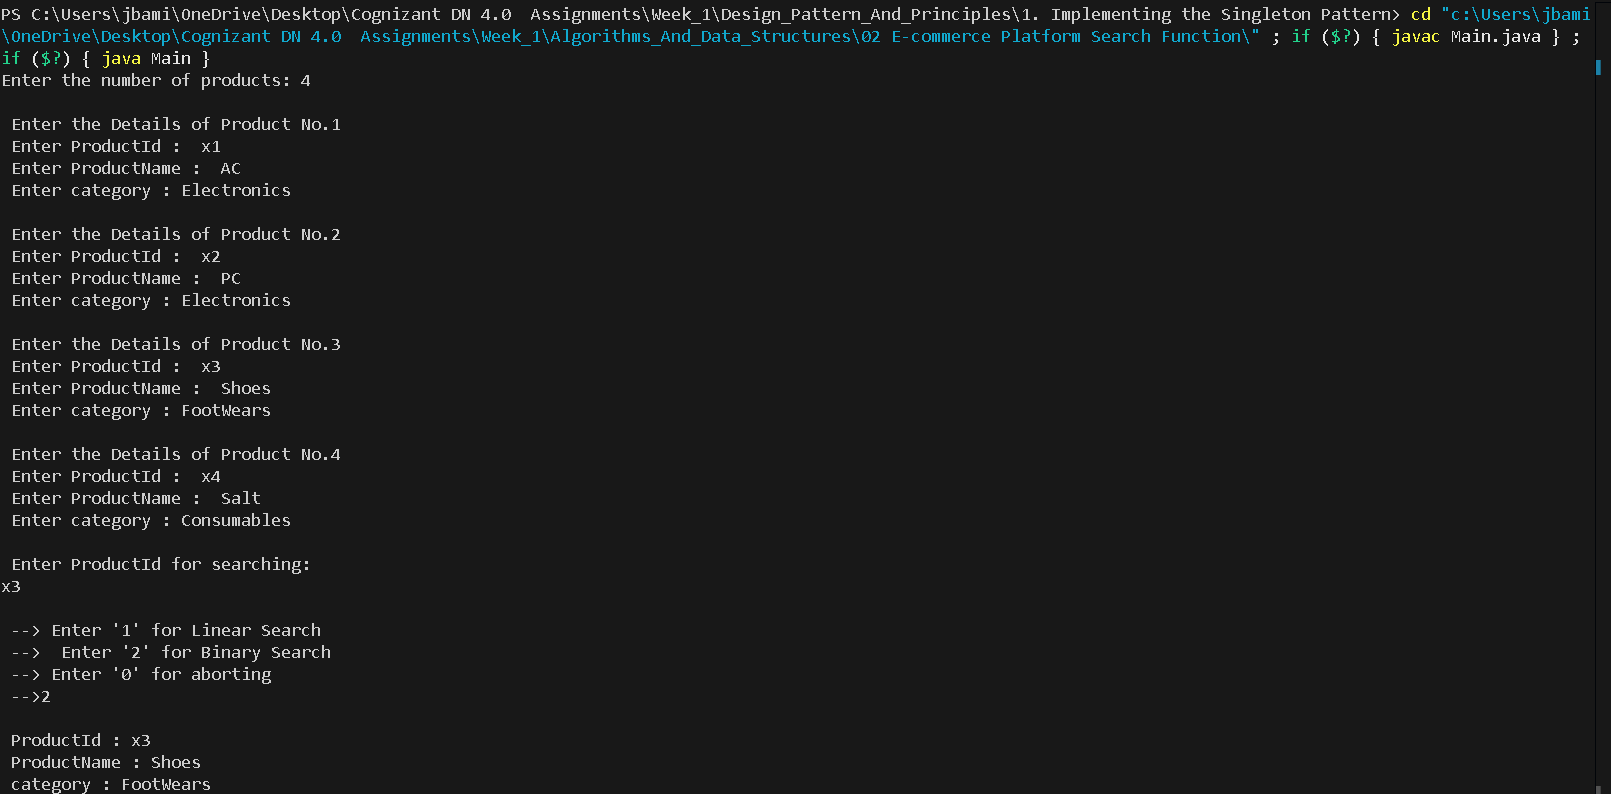 PS C:\Users\jbami\OneDrive\Desktop\Cognizant DN 4.0  Assignments\Week_1\Design_Pattern_And_Principles\1. Implementing the Singleton Pattern> cd "c:\Users\jbami
\OneDrive\Desktop\Cognizant DN 4.0  Assignments\Week_1\Algorithms_And_Data_Structures\02 E-commerce Platform Search Function\" ; if ($?) { javac Main.java } ;
if ($?) { java Main }
Enter the number of products: 4
Enter the Details of Product No.1
Enter ProductId :  x1
Enter ProductName :  AC
Enter category : Electronics
Enter the Details of Product No.2
Enter ProductId :  x2
Enter ProductName :  PC
Enter category : Electronics
Enter the Details of Product No.3
Enter ProductId :  x3
Enter ProductName :  Shoes
Enter category : FootWears
Enter the Details of Product No.4
Enter ProductId :  x4
Enter ProductName :  Salt
Enter category : Consumables
Enter ProductId for searching:
x3
--> Enter '1' for Linear Search
-->  Enter '2' for Binary Search
--> Enter '0' for aborting
-->2
ProductId : x3
ProductName : Shoes
category : FootWears